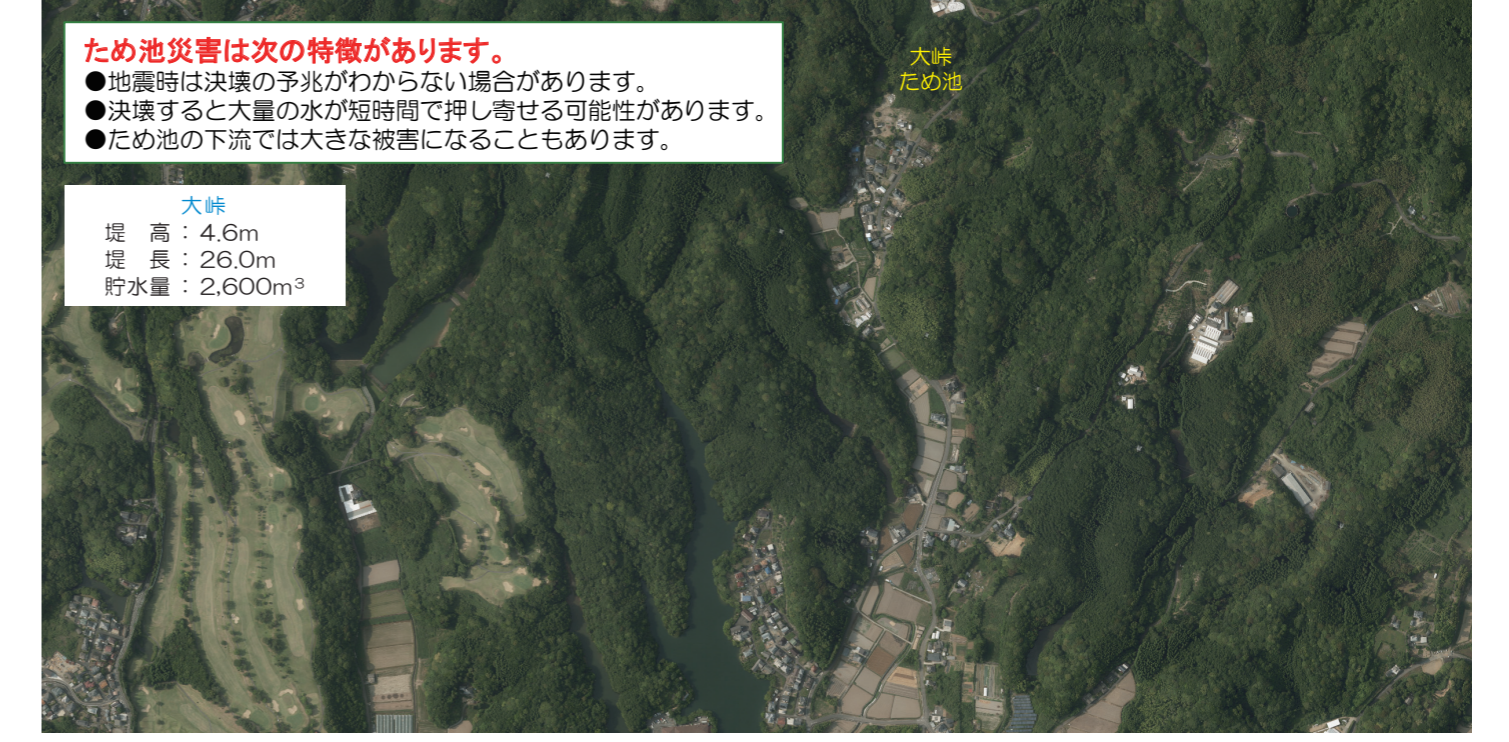 ため池災害は次の特徴があります。
●地震時は決壊の予兆がわからない場合があります。
●決壊すると大量の水が短時間で押し寄せる可能性があります。
●ため池の下流では大きな被害になることもあります。
大峠
ため池
大峠
堤　高：4.6m
堤　長：26.0m
貯水量：2,600m³